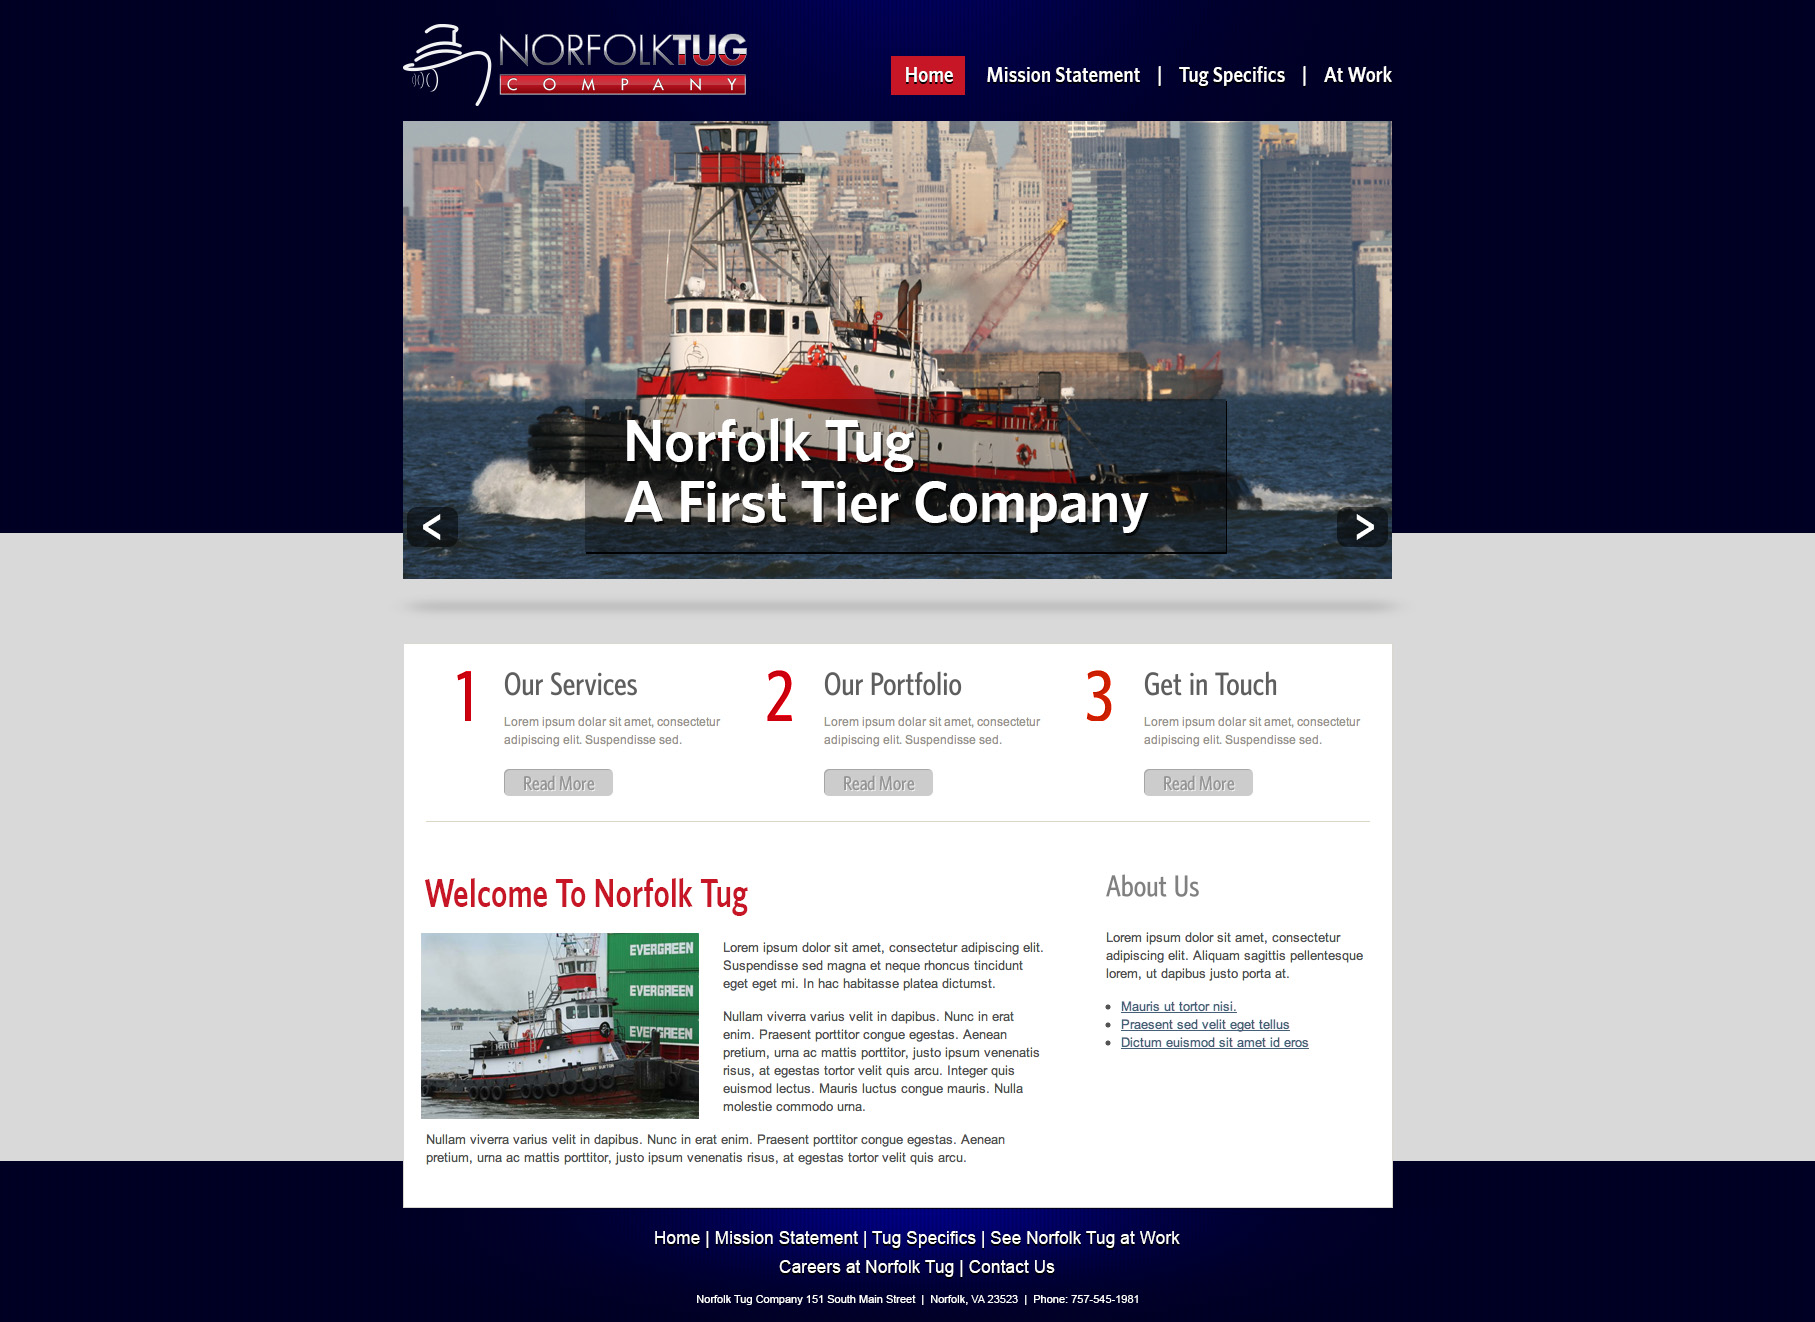 NORFOLKTUG
COMPANY
Home Mission Statement | Tug Specifics | At Work
Norfolk Tug
A First Tier Company
< >
1 Our Services
Lorem ipsum dolar sit amet, consectetur
adipiscing elit. Suspendisse sed.
Read More
2 Our Portfolio
Lorem ipsum dolar sit amet, consectetur
adipiscing elit. Suspendisse sed.
Read More
3 Get in Touch
Lorem ipsum dolar sit amet, consectetur
adipiscing elit. Suspendisse sed.
Read More
Welcome To Norfolk Tug
EVERGREEN
EVERGREEN
EVERGREEN
Lorem ipsum dolor sit amet, consectetur adipiscing elit.
Suspendisse sed magna et neque rhoncus tincidunt
eget eget mi. In hac habitasse platea dictumst.
Nullam viverra varius velit in dapibus. Nunc in erat
enim. Praesent porttitor congue egestas. Aenean
pretium, urna ac mattis porttitor, justo ipsum venenatis
risus, at egestas tortor velit quis arcu. Integer quis
euismod lectus. Mauris luctus congue mauris. Nulla
molestie commodo urna.
Nullam viverra varius velit in dapibus. Nunc in erat enim. Praesent porttitor congue egestas. Aenean
pretium, urna ac mattis porttitor, justo ipsum venenatis risus, at egestas tortor velit quis arcu.
About Us
Lorem ipsum dolor sit amet, consectetur
adipiscing elit. Aliquam sagittis pellentesque
lorem, ut dapibus justo porta at.
• Mauris ut tortor nisi.
• Praesent sed velit eget tellus
• Dictum euismod sit amet id eros
Home | Mission Statement | Tug Specifics | See Norfolk Tug at Work
Careers at Norfolk Tug | Contact Us
Norfolk Tug Company 151 South Main Street | Norfolk, VA 23523 | Phone: 757-545-1981